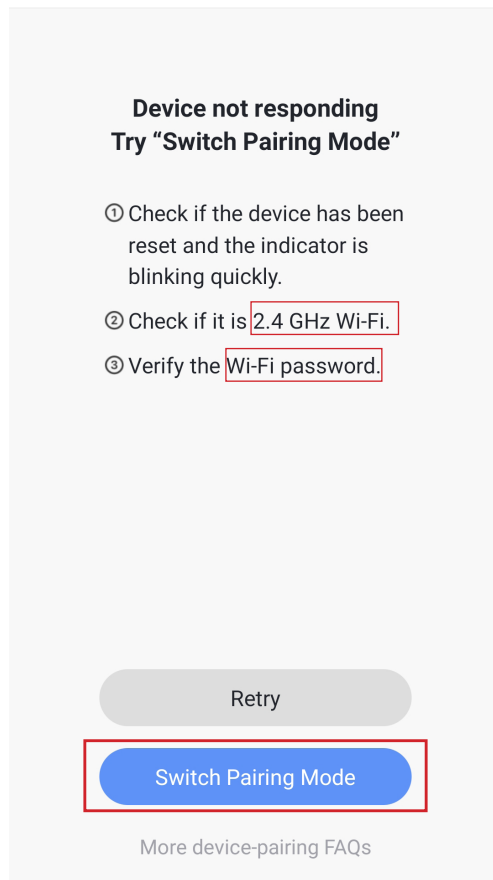 Device not responding
Try “Switch Pairing Mode”
① Check if the device has been
reset and the indicator is
blinking quickly.
② Check if it is 2.4 GHz Wi-Fi.
③ Verify the Wi-Fi password.
Retry
Switch Pairing Mode
More device-pairing FAQs